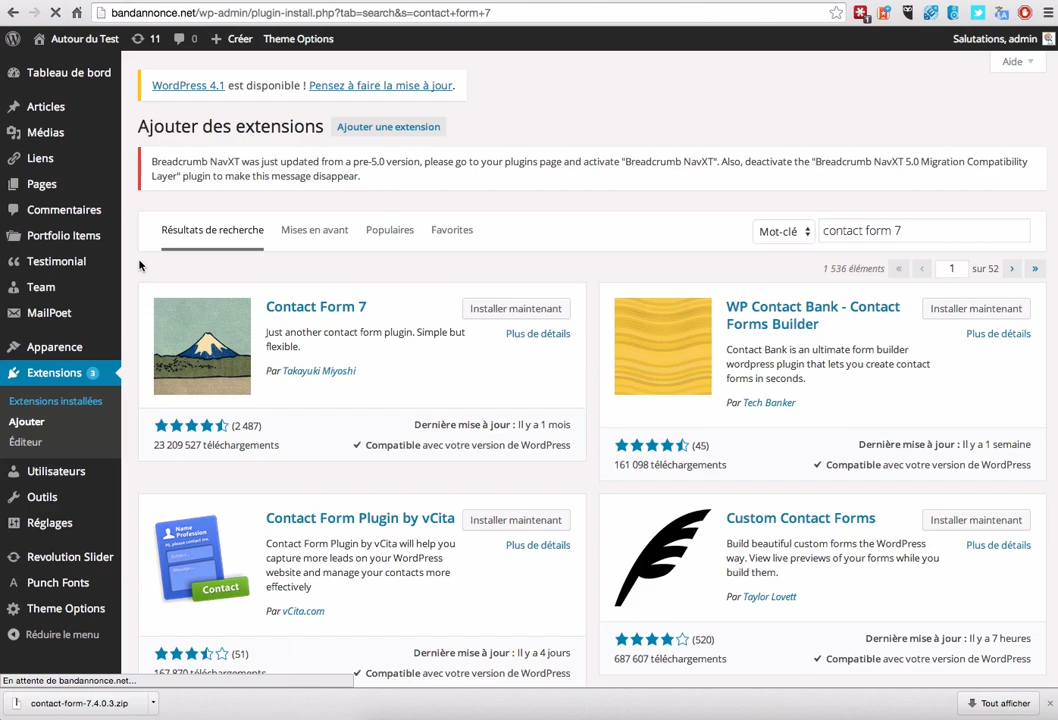 bandannonce.net/wp-admin/plugin-install.php?tab=search&s=contact+form+7
Autour du Test
11
0
Créer
Theme Options
Salutations, admin
Aide
Tableau de bord
Articles
Médias
Liens
Pages
Commentaires
Portfolio Items
Testimonial
Team
MailPoet
Apparence
Extensions 3
Extensions installées
Ajouter
Éditeur
Utilisateurs
Outils
Réglages
Revolution Slider
Punch Fonts
Theme Options
Réduire le menu
WordPress 4.1 est disponible ! Pensez à faire la mise à jour.
Ajouter des extensions
Ajouter une extension
Breadcrumb NavXT was just updated from a pre-5.0 version, please go to your plugins page and activate "Breadcrumb NavXT". Also, deactivate the "Breadcrumb NavXT 5.0 Migration Compatibility
Layer" plugin to make this message disappear.
Résultats de recherche
Mises en avant
Populaires
Favorites
Mot-clé
contact form 7
1 536 éléments « ‹ 1 sur 52 › »
Contact Form 7
Installer maintenant
Just another contact form plugin. Simple but
flexible.
Plus de détails
Par Takayuki Miyoshi
(2 487)
Dernière mise à jour : Il y a 1 mois
23 209 527 téléchargements
✓ Compatible avec votre version de WordPress
WP Contact Bank - Contact
Forms Builder
Installer maintenant
Plus de détails
Contact Bank is an ultimate form builder
wordpress plugin that lets you create contact
forms in seconds.
Par Tech Banker
(45)
Dernière mise à jour : Il y a 1 semaine
161 098 téléchargements
✓ Compatible avec votre version de WordPress
Name
Profession
Contact
Contact Form Plugin by vCita
Installer maintenant
Contact Form Plugin by vCita will help you
capture more leads on your WordPress
website and manage your contacts more
effectively
Plus de détails
Par vCita.com
(51)
Dernière mise à jour : Il y a 4 jours
167 870 téléchargements
✓ Compatible avec votre version de WordPress
Custom Contact Forms
Installer maintenant
Build beautiful custom forms the WordPress
way. View live previews of your forms while you
build them.
Plus de détails
Par Taylor Lovett
(520)
Dernière mise à jour : Il y a 7 heures
687 607 téléchargements
✓ Compatible avec votre version de WordPress
En attente de bandannonce.net...
contact-form-7.4.0.3.zip
Tout afficher